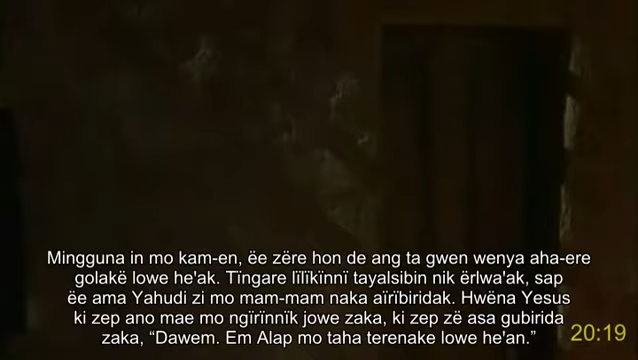 Mingguna in mo kam-en, ëe zëre hon de ang ta gwen wenya aha-ere
golakë lowe he'ak. Tïngare lïlïkïnnï tayalsibin nik ërlwa'ak, sap
ëe ama Yahudi zi mo mam-mam naka aïrïbiridak. Hwëna Yesus
ki zep ano mae mo ngïrïnnïk jowe zaka, ki zep zë asa gubirida
zaka, “Dawem. Em Alap mo taha terenake lowe he'an.”
20:19